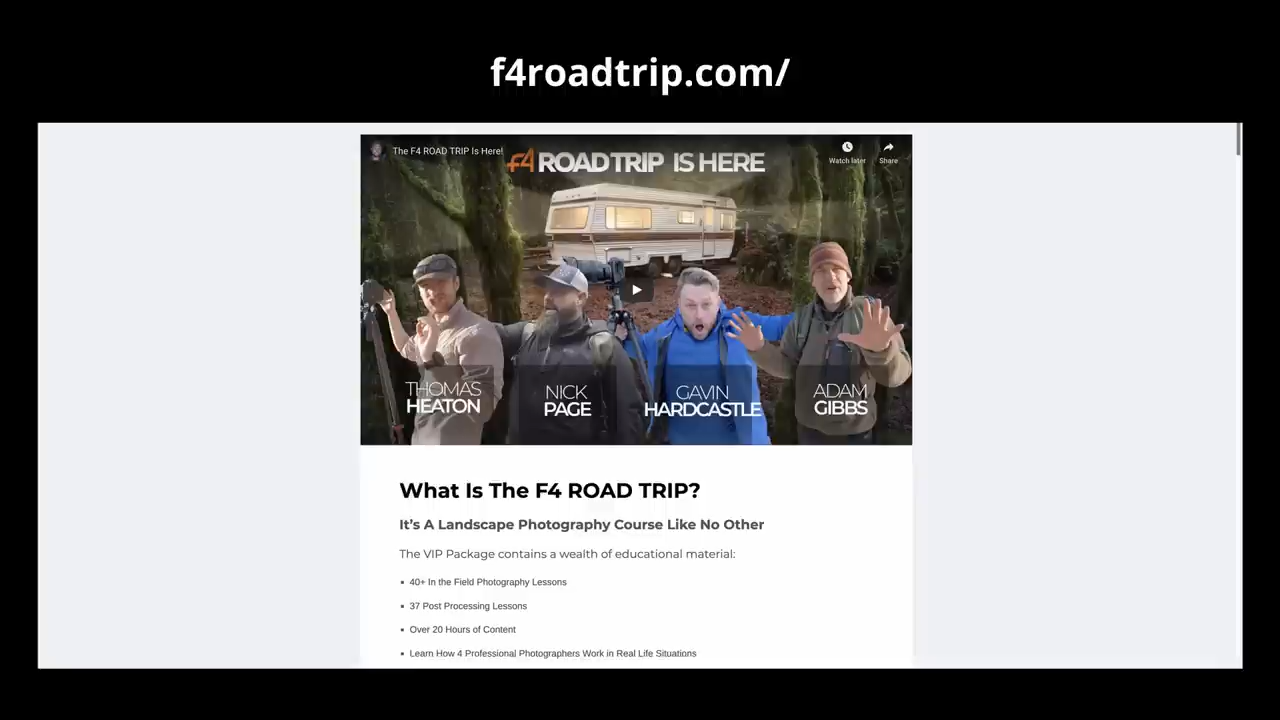 f4roadtrip.com/
The F4 ROAD TRIP Is Here!
f4 ROAD TRIP IS HERE
Watch later
Share
THOMAS
HEATON
NICK
PAGE
GAVIN
HARDCASTLE
ADAM
GIBBS
What Is The F4 ROAD TRIP?
It's A Landscape Photography Course Like No Other
The VIP Package contains a wealth of educational material:
▪ 40+ In the Field Photography Lessons
▪ 37 Post Processing Lessons
▪ Over 20 Hours of Content
▪ Learn How 4 Professional Photographers Work in Real Life Situations